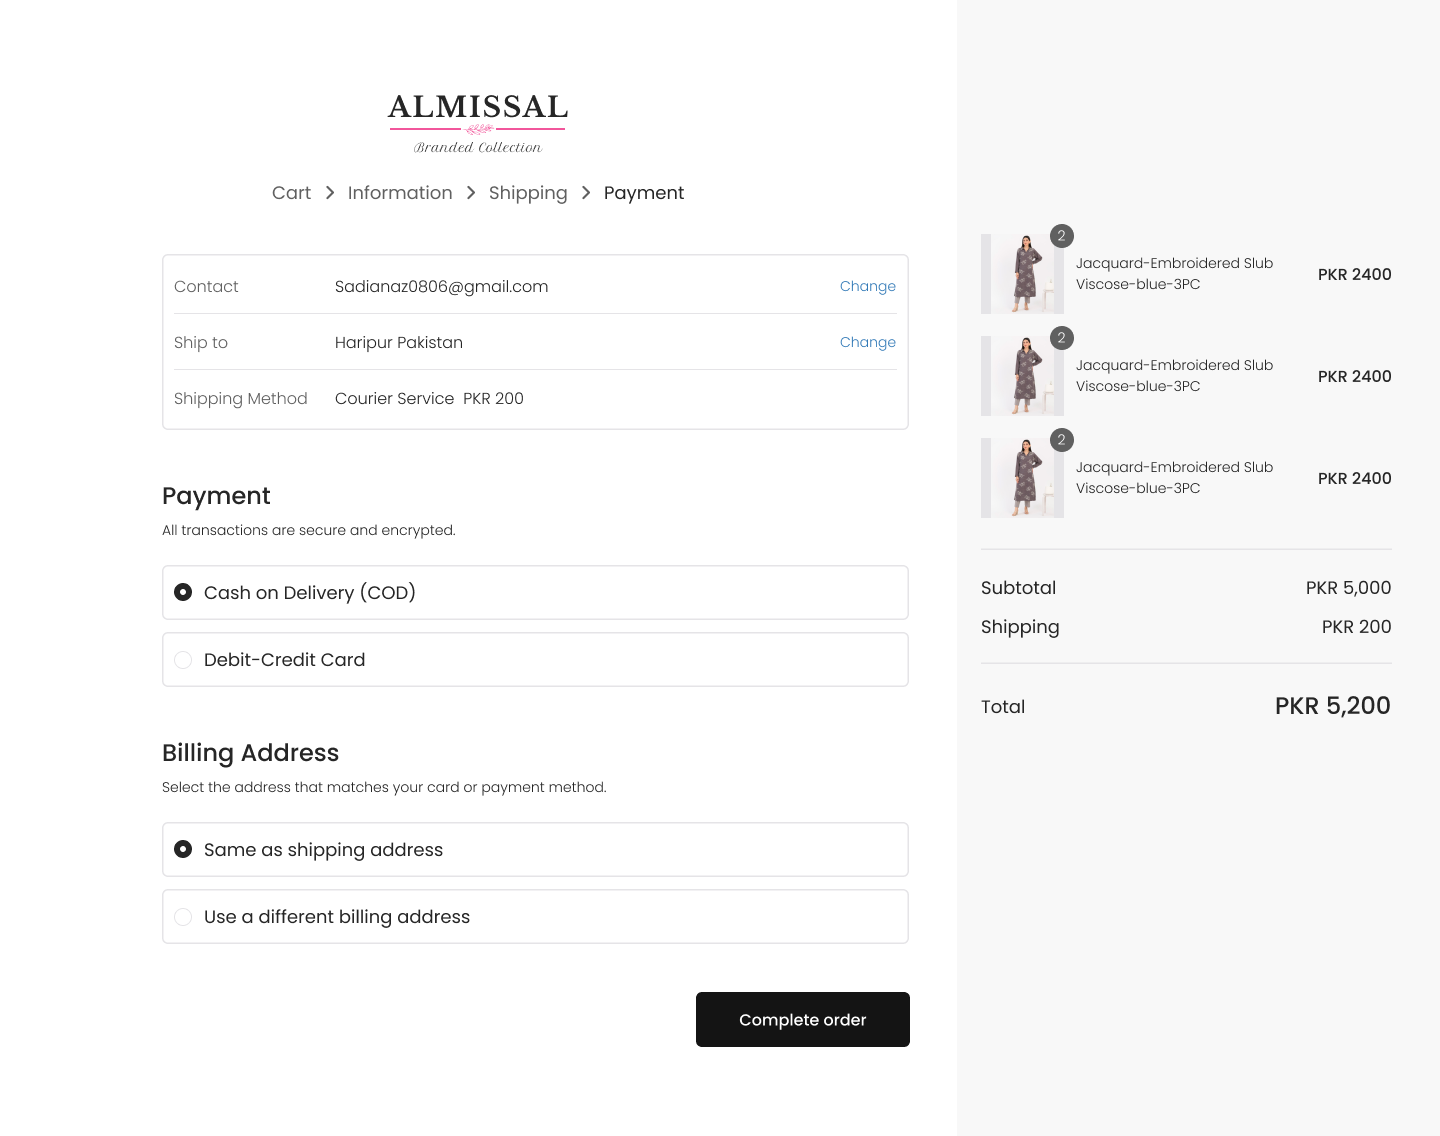 ALMISSAL
Branded Collection
Cart > Information > Shipping > Payment
Contact Sadianaz0806@gmail.com Change
Ship to Haripur Pakistan Change
Shipping Method Courier Service PKR 200
Payment
All transactions are secure and encrypted.
Cash on Delivery (COD)
Debit-Credit Card
Billing Address
Select the address that matches your card or payment method.
Same as shipping address
Use a different billing address
Complete order
2
Jacquard-Embroidered Slub
Viscose-blue-3PC
PKR 2400
2
Jacquard-Embroidered Slub
Viscose-blue-3PC
PKR 2400
2
Jacquard-Embroidered Slub
Viscose-blue-3PC
PKR 2400
Subtotal PKR 5,000
Shipping PKR 200
Total PKR 5,200